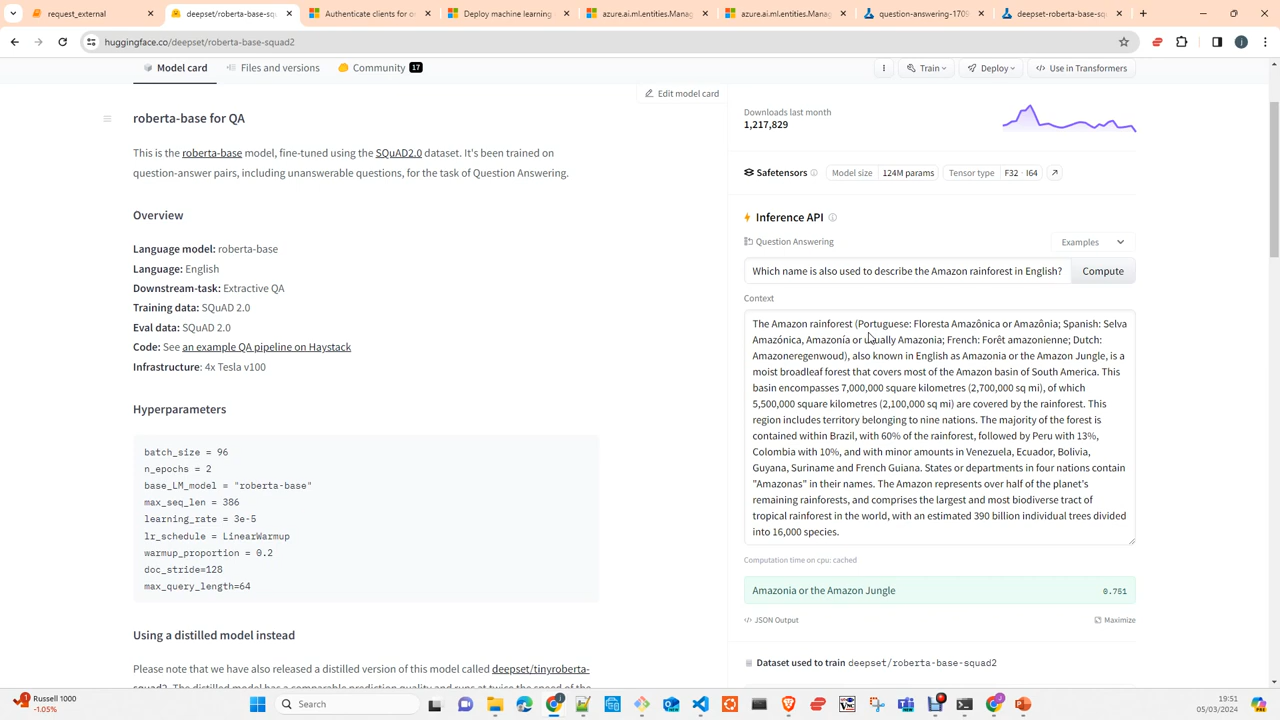 request_external
deepset/roberta-base-squ
Authenticate clients for o
Deploy machine learning
azure.ai.ml.entities.Manag
azure.ai.ml.entities.Manag
question-answering-1709
deepset-roberta-base-sq
huggingface.co/deepset/roberta-base-squad2
Model card
Files and versions
Community 17
Train
Deploy
Use in Transformers
Edit model card
roberta-base for QA
This is the roberta-base model, fine-tuned using the SQuAD2.0 dataset. It's been trained on
question-answer pairs, including unanswerable questions, for the task of Question Answering.
Overview
Language model: roberta-base
Language: English
Downstream-task: Extractive QA
Training data: SQuAD 2.0
Eval data: SQuAD 2.0
Code: See an example QA pipeline on Haystack
Infrastructure: 4x Tesla v100
Hyperparameters
batch_size = 96
n_epochs = 2
base_LM_model = "roberta-base"
max_seq_len = 386
learning_rate = 3e-5
lr_schedule = LinearWarmup
warmup_proportion = 0.2
doc_stride=128
max_query_length=64
Using a distilled model instead
Please note that we have also released a distilled version of this model called deepset/tinyroberta-
squad2. The distilled model has a comparable prediction quality and runs at twice the speed of the
Downloads last month
1,217,829
Safetensors
Model size 124M params
Tensor type F32 · I64
Inference API
Question Answering
Examples
Which name is also used to describe the Amazon rainforest in English?
Compute
Context
The Amazon rainforest (Portuguese: Floresta Amazônica or Amazônia; Spanish: Selva
Amazónica, Amazonía or usually Amazonia; French: Forêt amazonienne; Dutch:
Amazoneregenwoud), also known in English as Amazonia or the Amazon Jungle, is a
moist broadleaf forest that covers most of the Amazon basin of South America. This
basin encompasses 7,000,000 square kilometres (2,700,000 sq mi), of which
5,500,000 square kilometres (2,100,000 sq mi) are covered by the rainforest. This
region includes territory belonging to nine nations. The majority of the forest is
contained within Brazil, with 60% of the rainforest, followed by Peru with 13%,
Colombia with 10%, and with minor amounts in Venezuela, Ecuador, Bolivia,
Guyana, Suriname and French Guiana. States or departments in four nations contain
"Amazonas" in their names. The Amazon represents over half of the planet's
remaining rainforests, and comprises the largest and most biodiverse tract of
tropical rainforest in the world, with an estimated 390 billion individual trees divided
into 16,000 species.
Computation time on cpu: cached
Amazonia or the Amazon Jungle 0.751
JSON Output
Maximize
Dataset used to train deepset/roberta-base-squad2
Russell 1000
-1.05%
Search
19:51
05/03/2024